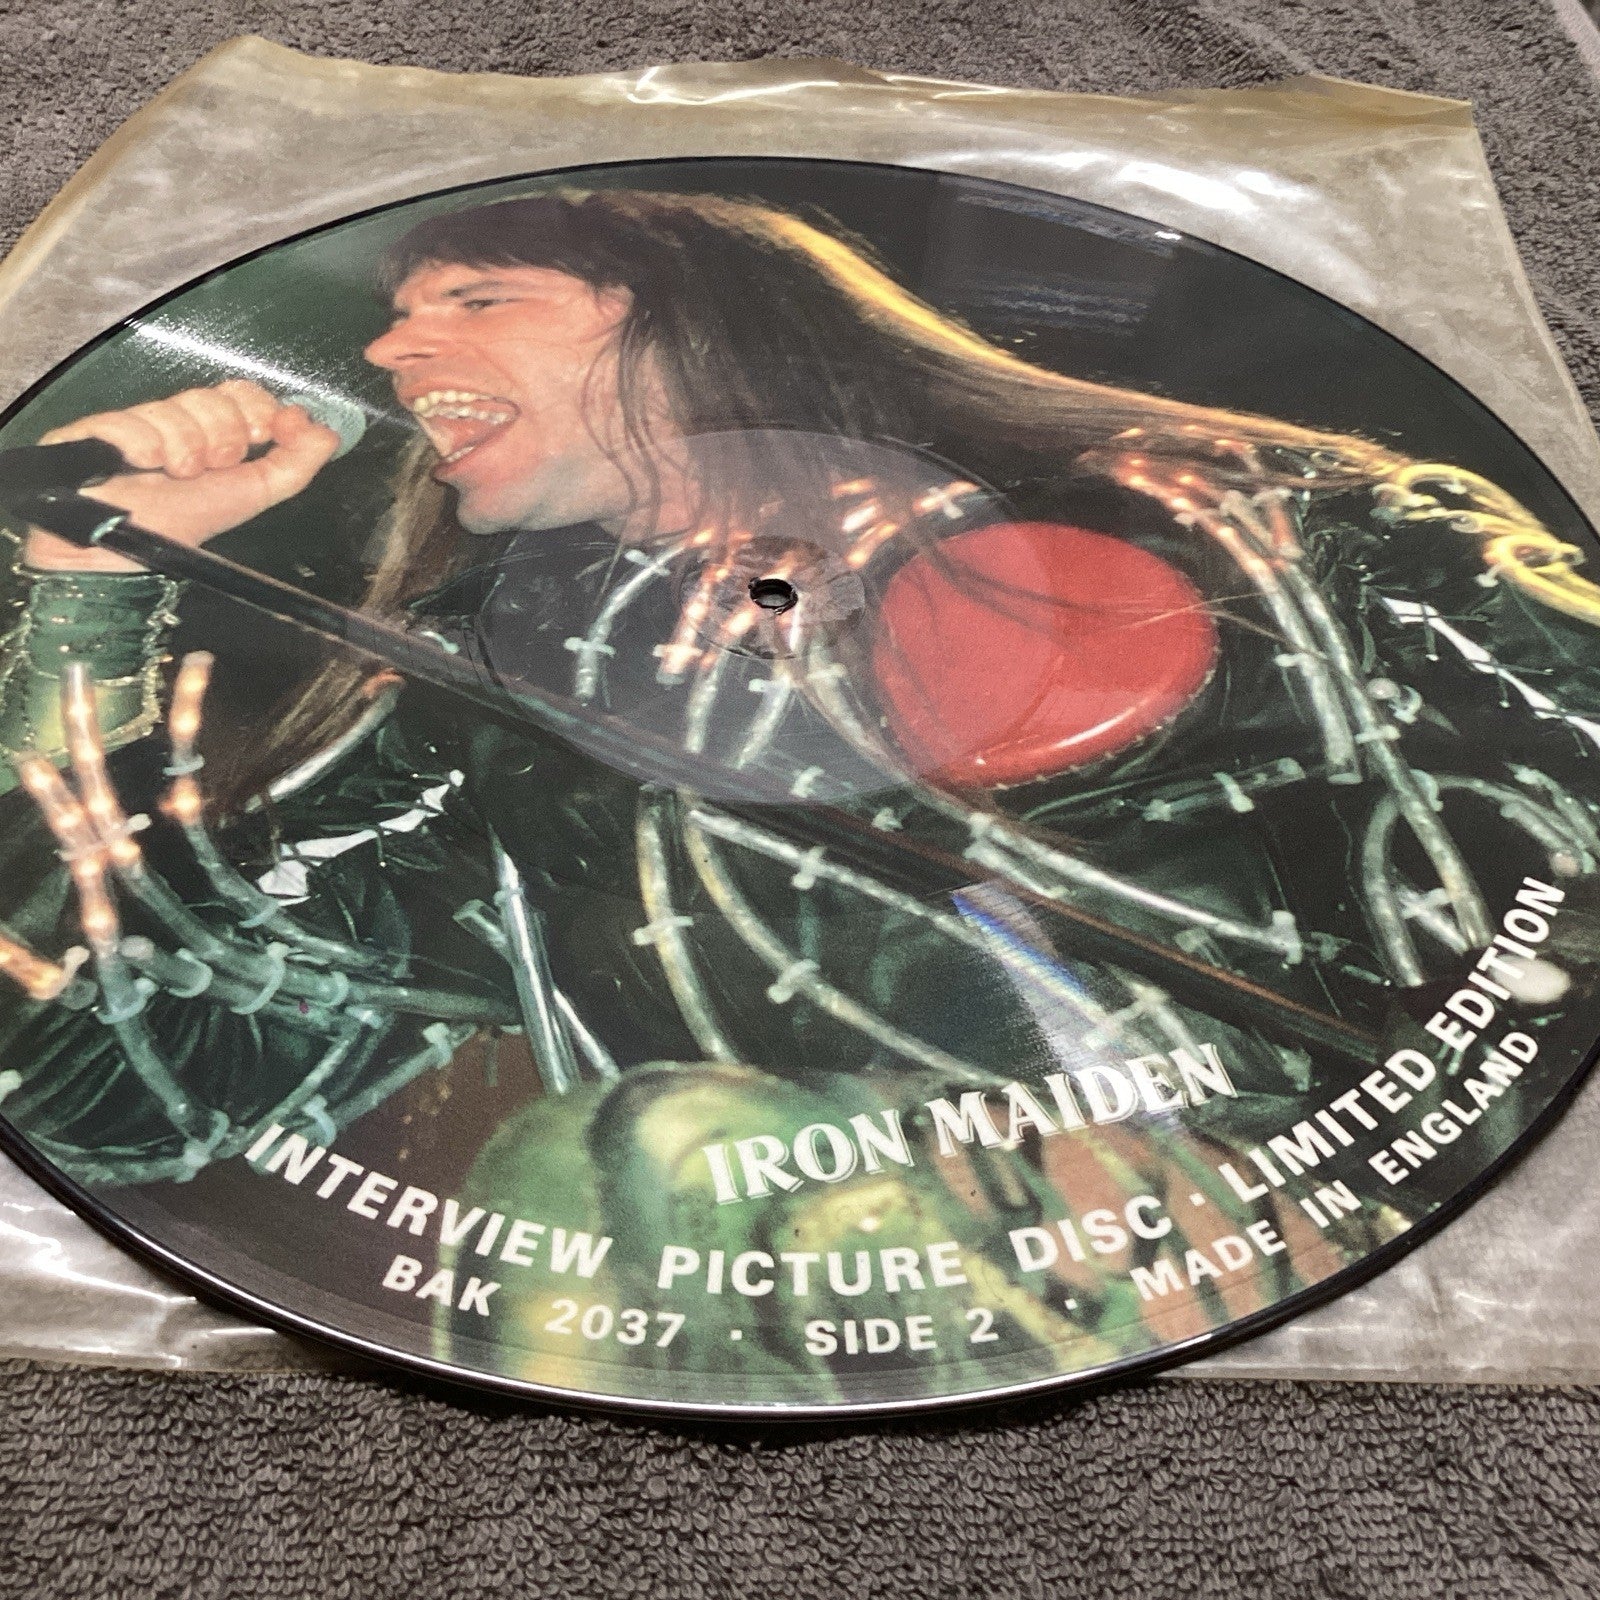 IRON MAIDEN
INTERVIEW PICTURE DISC · LIMITED EDITION
BAK 2037 · SIDE 2 · MADE IN ENGLAND